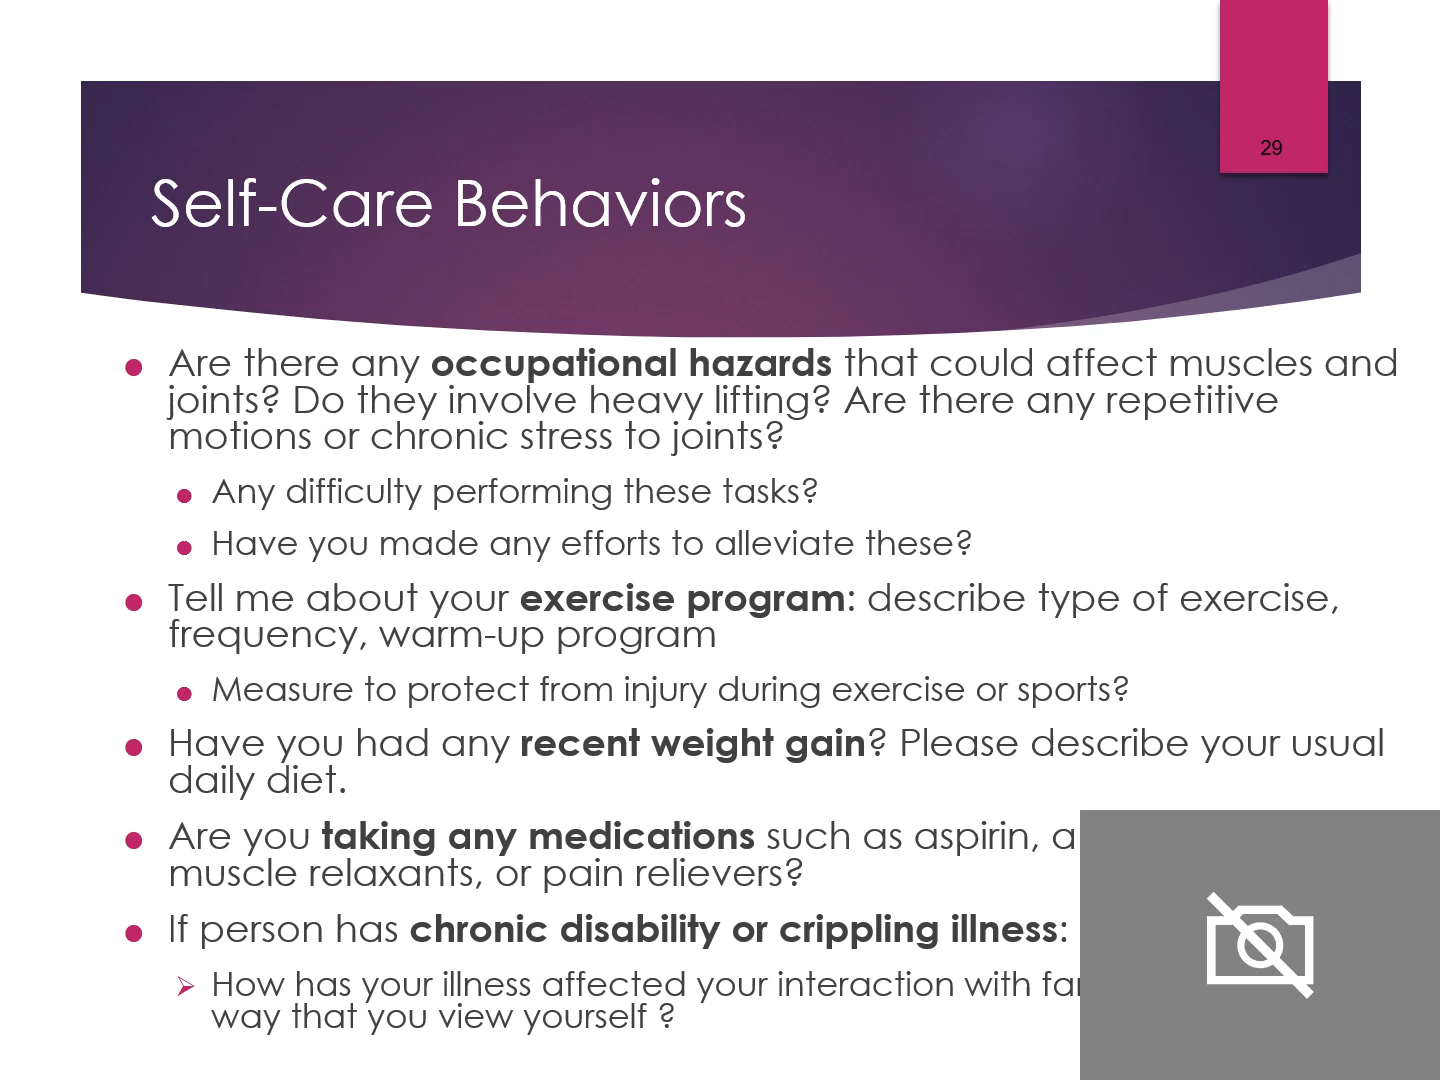 29
Self-Care Behaviors
Are there any occupational hazards that could affect muscles and
joints? Do they involve heavy lifting? Are there any repetitive
motions or chronic stress to joints?
Any difficulty performing these tasks?
Have you made any efforts to alleviate these?
Tell me about your exercise program: describe type of exercise,
frequency, warm-up program
Measure to protect from injury during exercise or sports?
Have you had any recent weight gain? Please describe your usual
daily diet.
Are you taking any medications such as aspirin,
muscle relaxants, or pain relievers?
If person has chronic disability or crippling illness:
How has your illness affected your interaction with
way that you view yourself ?